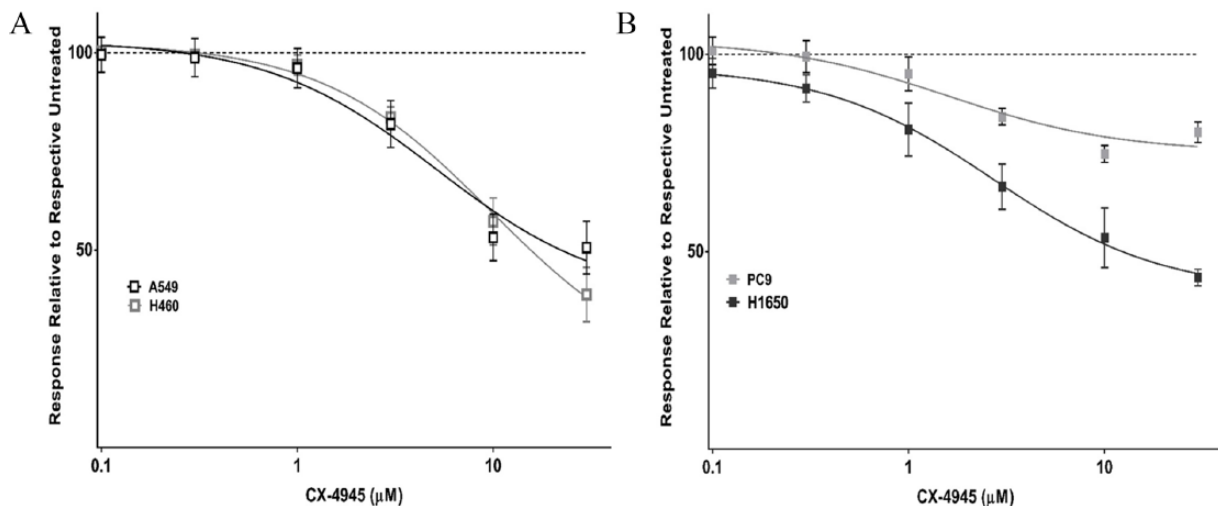 A
Response Relative to Respective Untreated
100
50
A549
H460
0.1
1
10
CX-4945 (μM)
B
Response Relative to Respective Untreated
100
50
PC9
H1650
0.1
1
10
CX-4945 (μM)